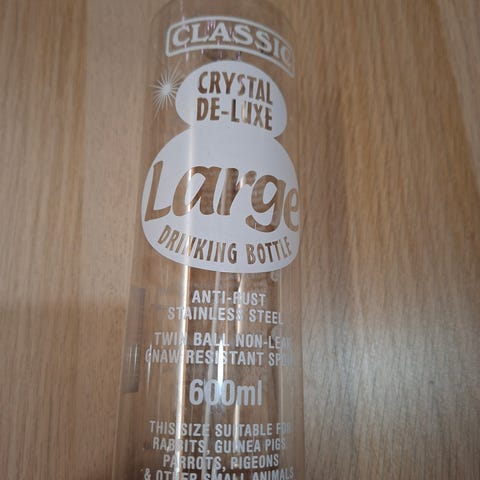 CLASSIC
CRYSTAL
DE-LUXE
Large
DRINKING BOTTLE
ANTI-RUST
STAINLESS STEEL
TWIN BALL NON-LEAK
GNAW RESISTANT
600ml
THIS SIZE SUITABLE FOR
RABBITS, GUINEA PIGS,
PARROTS, PIGEONS
& OTHER SMALL ANIMALS